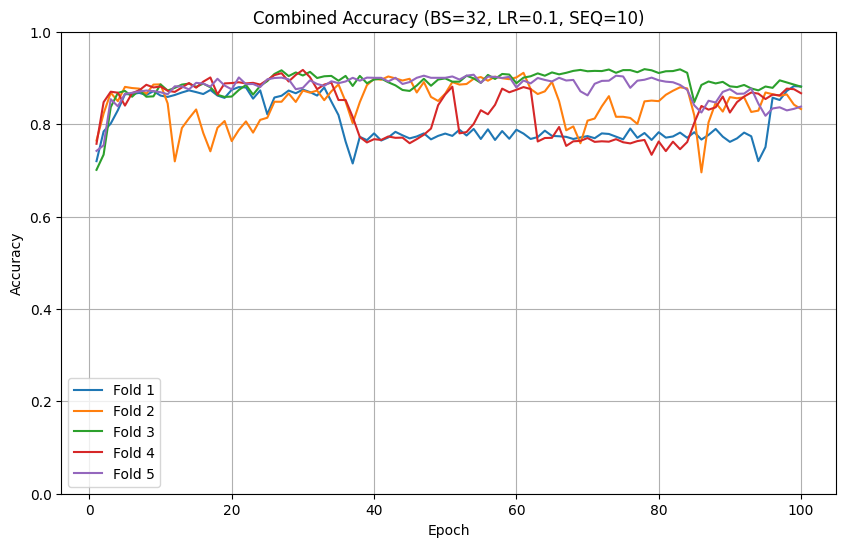 Combined Accuracy (BS=32, LR=0.1, SEQ=10)
1.0
0.8
0.6
0.4
0.2
0.0
Accuracy
Fold 1
Fold 2
Fold 3
Fold 4
Fold 5
0 20 40 60 80 100
Epoch